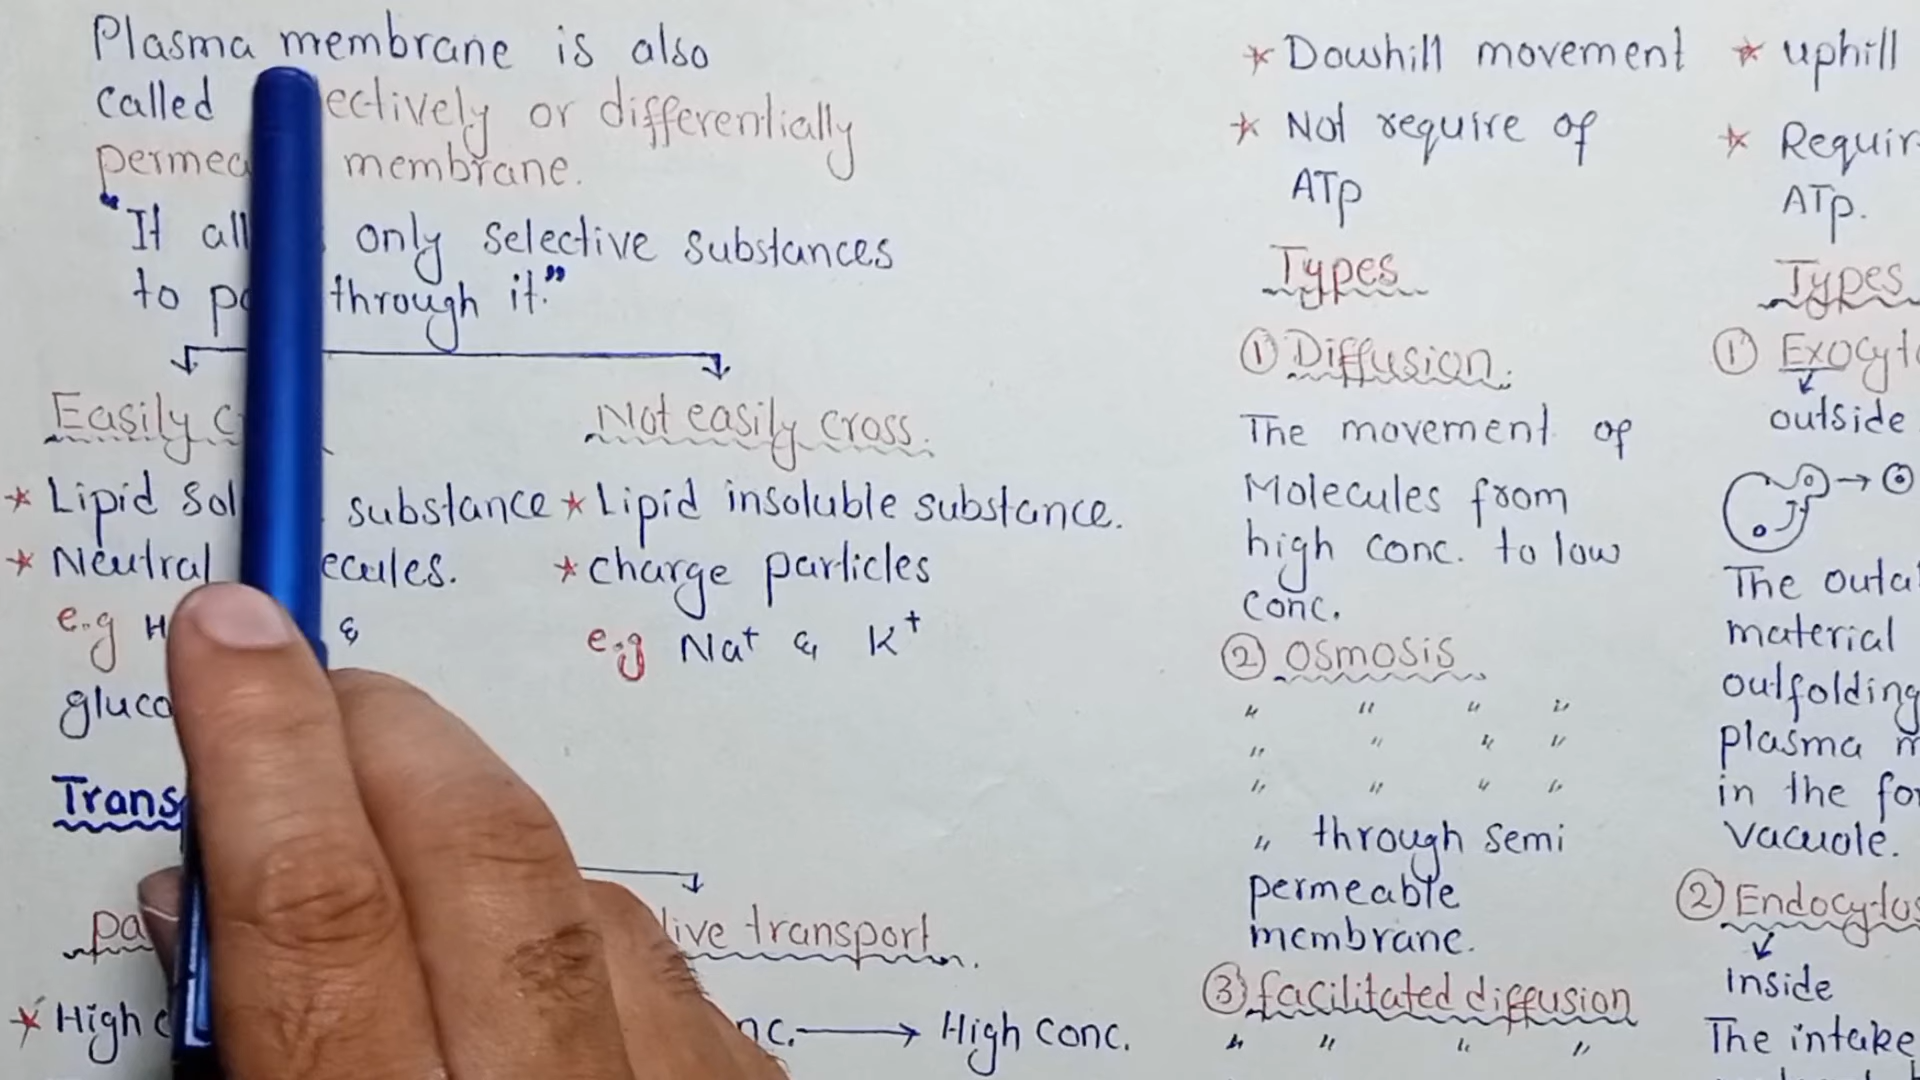 Plasma membrane is also
called ectively or differentially
permea membrane.
"It all only selective substances
to pa through it."
Easily c
Not easily cross.
* Lipid sol substance
* Neutral ecules.
e.g H &
gluco
* Lipid insoluble substance.
* charge particles
e.g Na+ & K+
Trans
pa
tive transport
* High c
nc. → High conc.
* Dowhill movement
* Not require of
ATp
Types
① Diffusion.
The movement of
Molecules from
high conc. to low
conc.
② Osmosis
" " " "
" " " "
" " " "
" through semi
permeable
membrane.
③ facilitated diffusion
" " " "
* uphill
* Requir
ATp.
Types
① Exocyto
↓
outside
The outa
material
outfolding
plasma m
in the for
vacuole.
② Endocytos
↓
inside
The intake